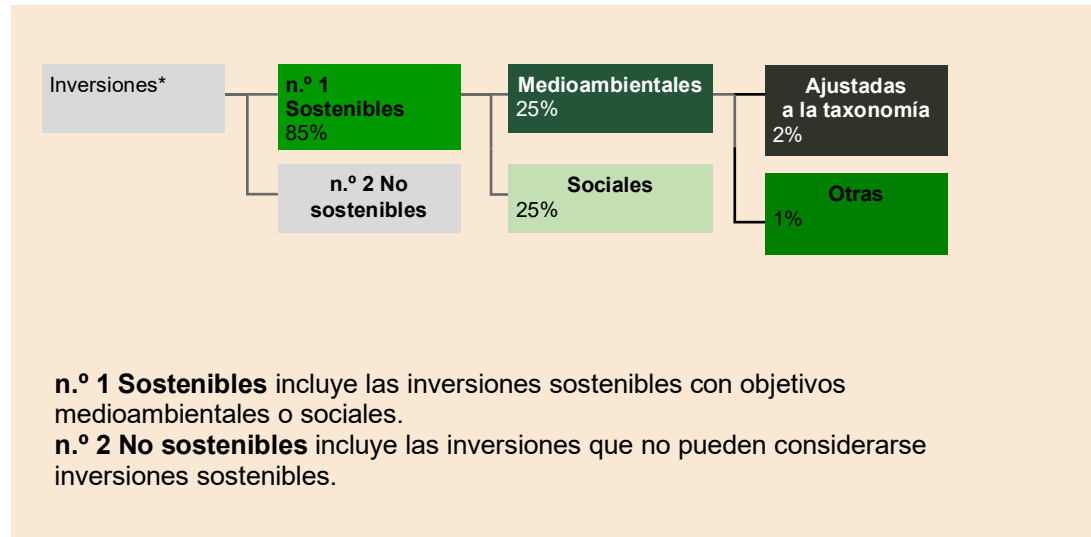 Inversiones*
n.º 1
Sostenibles
85%
n.º 2 No
sostenibles
Medioambientales
25%
Sociales
25%
Ajustadas
a la taxonomía
2%
Otras
1%
n.º 1 Sostenibles incluye las inversiones sostenibles con objetivos
medioambientales o sociales.
n.º 2 No sostenibles incluye las inversiones que no pueden considerarse
inversiones sostenibles.